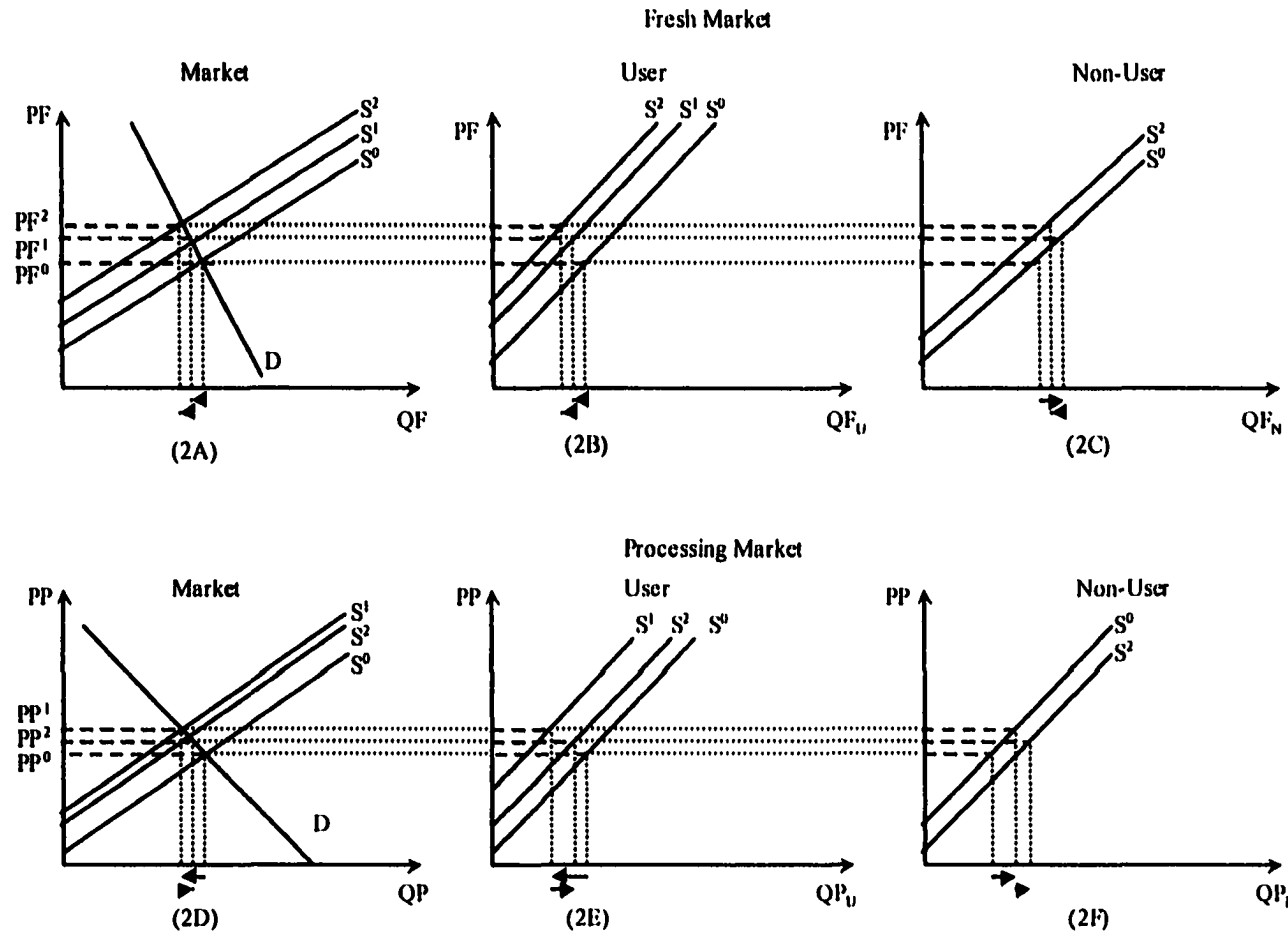 Fresh Market
Market
User
Non-User
PF
S²
S¹
S⁰
PF²
PF¹
PF⁰
D
QF
(2A)
PF
S² S¹ S⁰
QF_U
(2B)
PF
S²
S⁰
QF_N
(2C)
Processing Market
Market
User
Non-User
PP
S¹
S²
S⁰
PP¹
PP²
PP⁰
D
QP
(2D)
PP
S¹ S² S⁰
QP_U
(2E)
PP
S⁰
S²
QP
(2F)